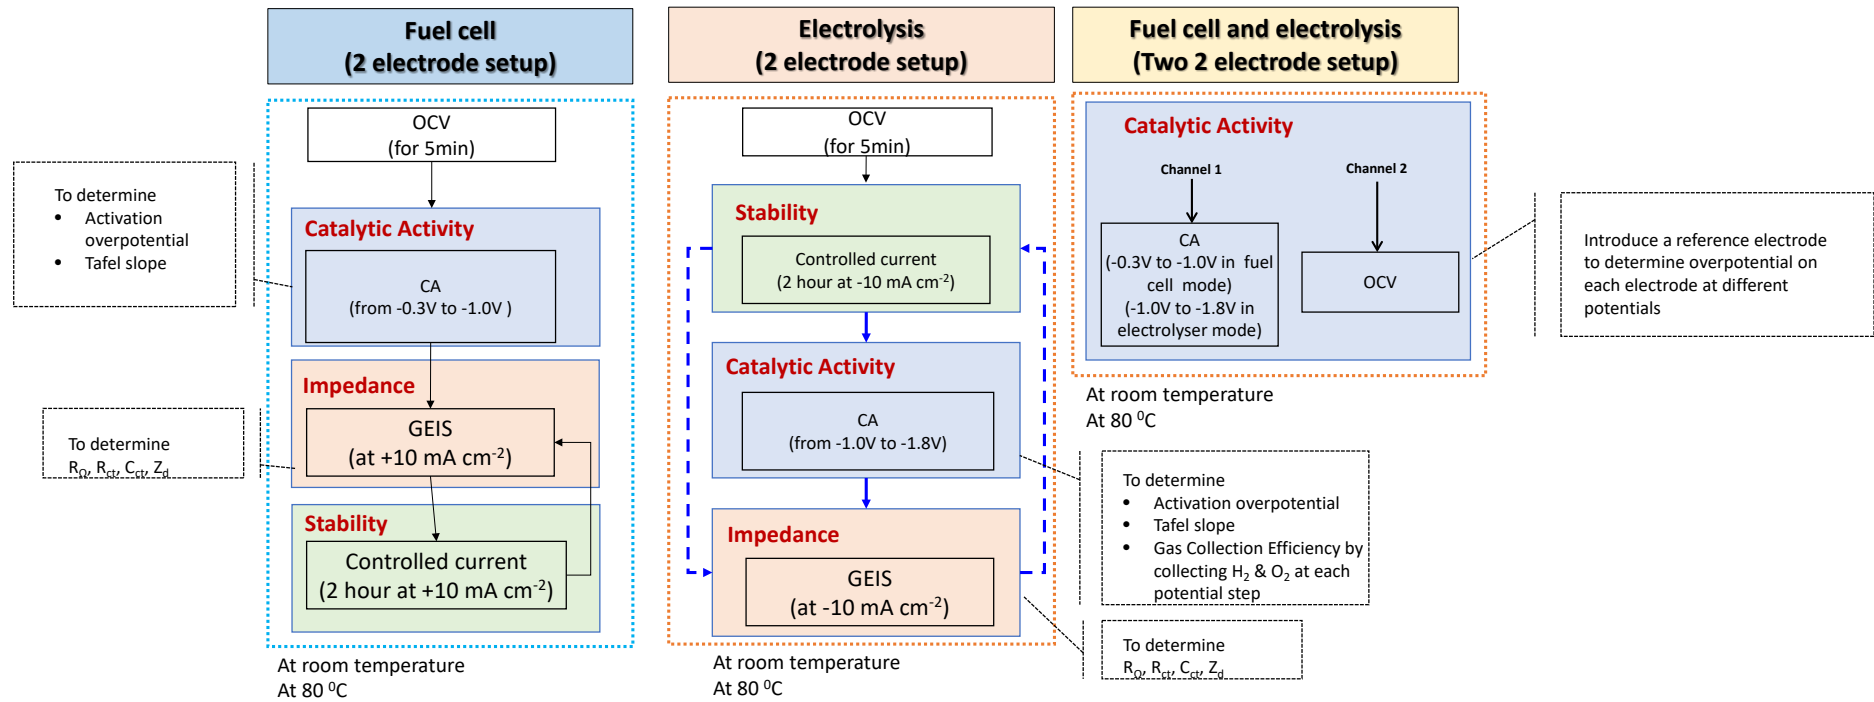 Fuel cell
(2 electrode setup)
OCV
(for 5min)
To determine
• Activation
overpotential
• Tafel slope
Catalytic Activity
CA
(from -0.3V to -1.0V )
Impedance
GEIS
(at +10 mA cm-2)
To determine
RΩ, Rct, Cct, Zd
Stability
Controlled current
(2 hour at +10 mA cm-2)
At room temperature
At 80 0C
Electrolysis
(2 electrode setup)
OCV
(for 5min)
Stability
Controlled current
(2 hour at -10 mA cm-2)
Catalytic Activity
CA
(from -1.0V to -1.8V)
Impedance
GEIS
(at -10 mA cm-2)
At room temperature
At 80 0C
To determine
• Activation overpotential
• Tafel slope
• Gas Collection Efficiency by
collecting H2 & O2 at each
potential step
To determine
RΩ, Rct, Cct, Zd
Fuel cell and electrolysis
(Two 2 electrode setup)
Catalytic Activity
Channel 1
Channel 2
CA
(-0.3V to -1.0V in fuel
cell mode)
(-1.0V to -1.8V in
electrolyser mode)
OCV
At room temperature
At 80 0C
Introduce a reference electrode
to determine overpotential on
each electrode at different
potentials